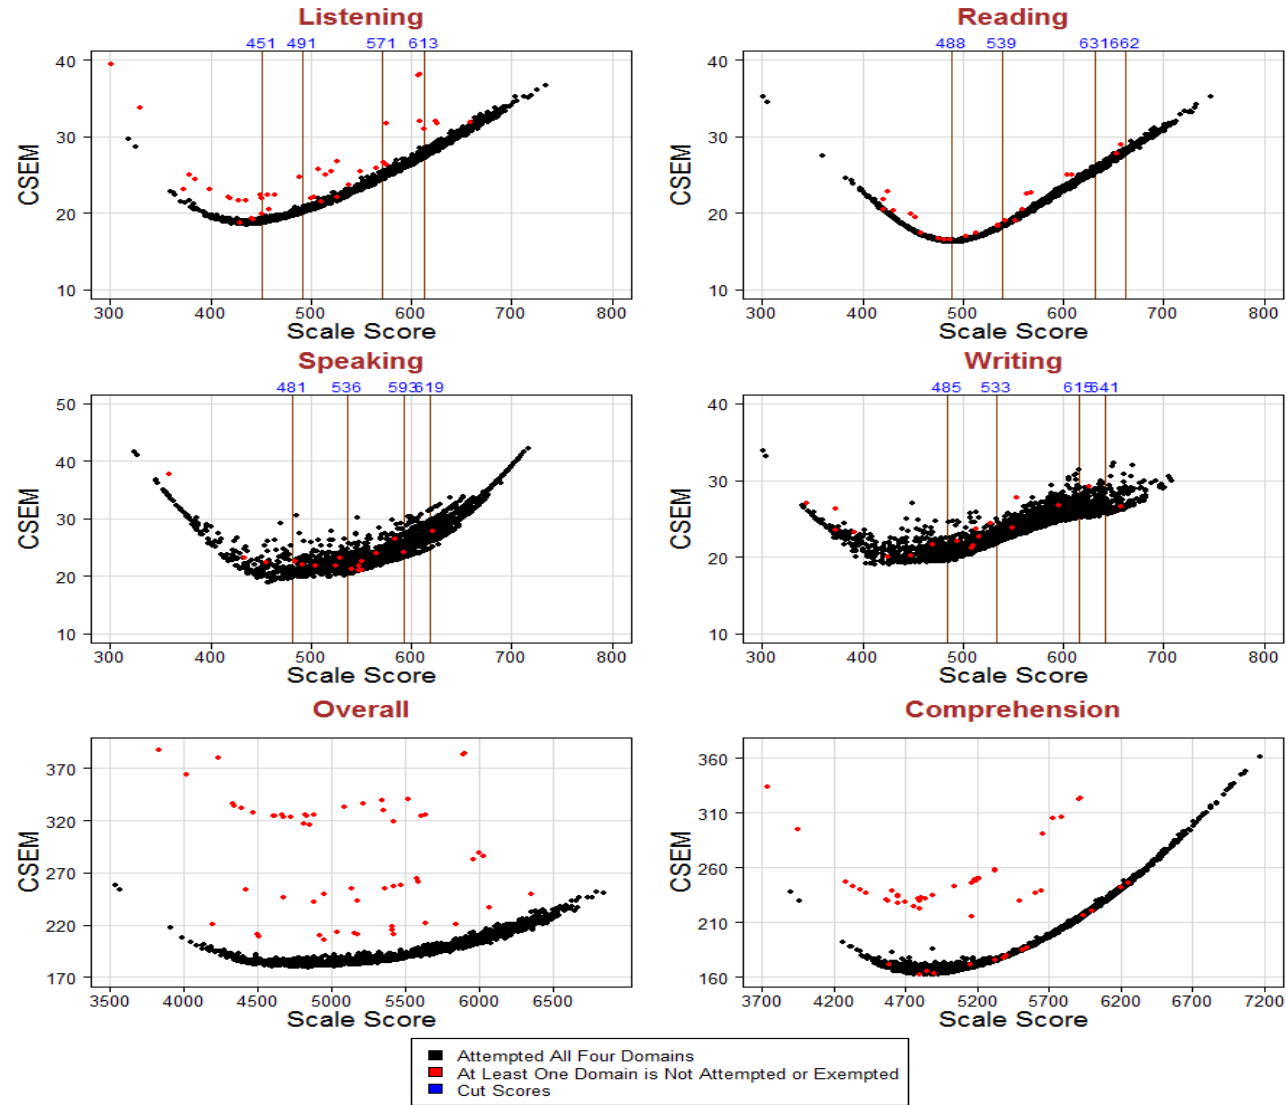 Listening
451 491 571 613
40
30
20
10
CSEM
300 400 500 600 700 800
Scale Score
Reading
488 539 631 662
40
30
20
10
CSEM
300 400 500 600 700 800
Scale Score
Speaking
481 536 593 619
50
40
30
20
10
CSEM
300 400 500 600 700 800
Scale Score
Writing
485 533 615 641
40
30
20
10
CSEM
300 400 500 600 700 800
Scale Score
Overall
370
320
270
220
170
CSEM
3500 4000 4500 5000 5500 6000 6500
Scale Score
Comprehension
360
310
260
210
160
CSEM
3700 4200 4700 5200 5700 6200 6700 7200
Scale Score
Attempted All Four Domains
At Least One Domain is Not Attempted or Exempted
Cut Scores